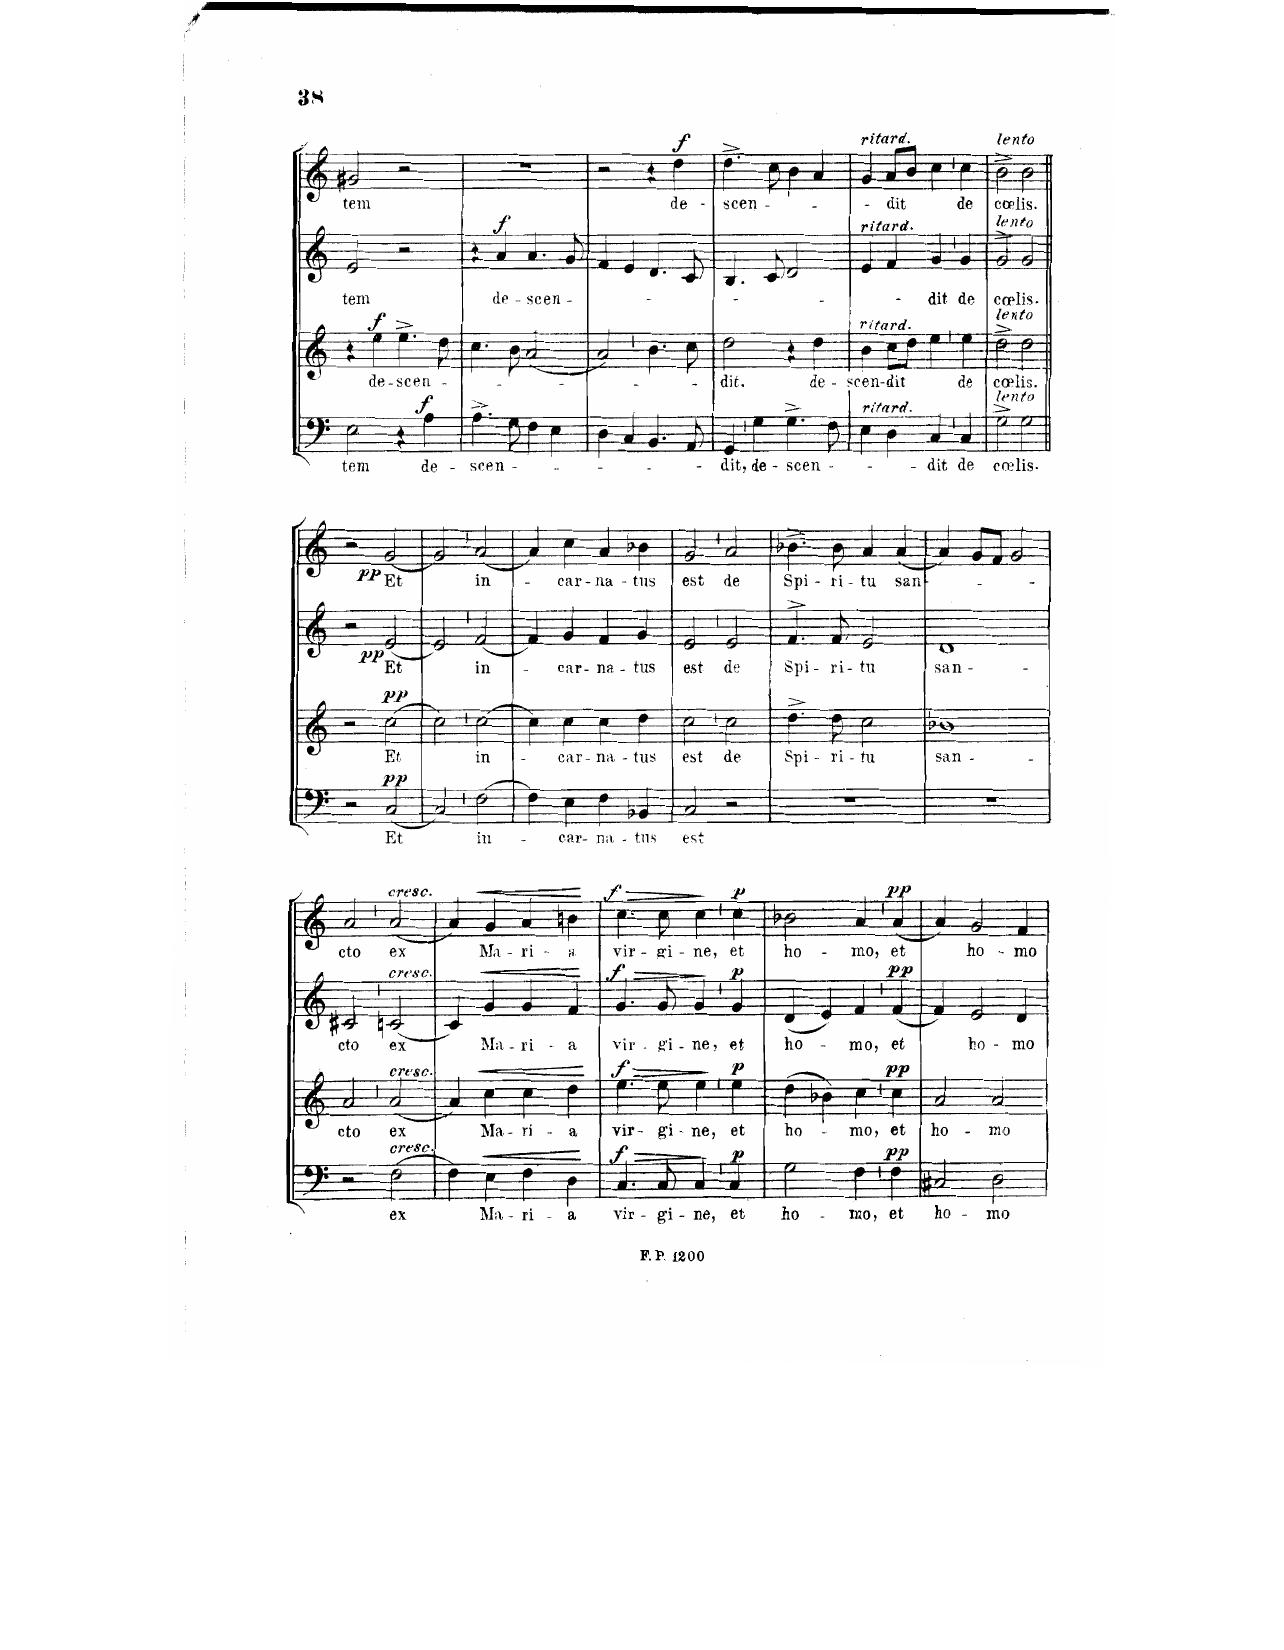 38
ritard. lento
f
tem de - scen - - - - dit de cœlis.
f ritard. lento
tem de - scen - - - - - dit de cœlis.
f ritard. lento
de - scen - - - - dit. de - scen - dit de cœlis.
f ritard. lento
tem de - scen - - - - dit, de - scen - - - dit de cœlis.
pp Et in - car - na - tus est de Spi - ri - tu san - - -
pp Et in - car - na - tus est de Spi - ri - tu san - -
pp
Et in - car - na - tus est de Spi - ri - tu san - -
pp
Et in - car - na - tus est
cresc. f p pp
cto ex Ma - ri - a vir - gi - ne, et ho - mo, et ho - mo
cresc. f p pp
cto ex Ma - ri - a vir - gi - ne, et ho - mo, et ho - mo
cresc. f p pp
cto ex Ma - ri - a vir - gi - ne, et ho - mo, et ho - mo
cresc. f p pp
ex Ma - ri - a vir - gi - ne, et ho - mo, et ho - mo
F. P. 1200